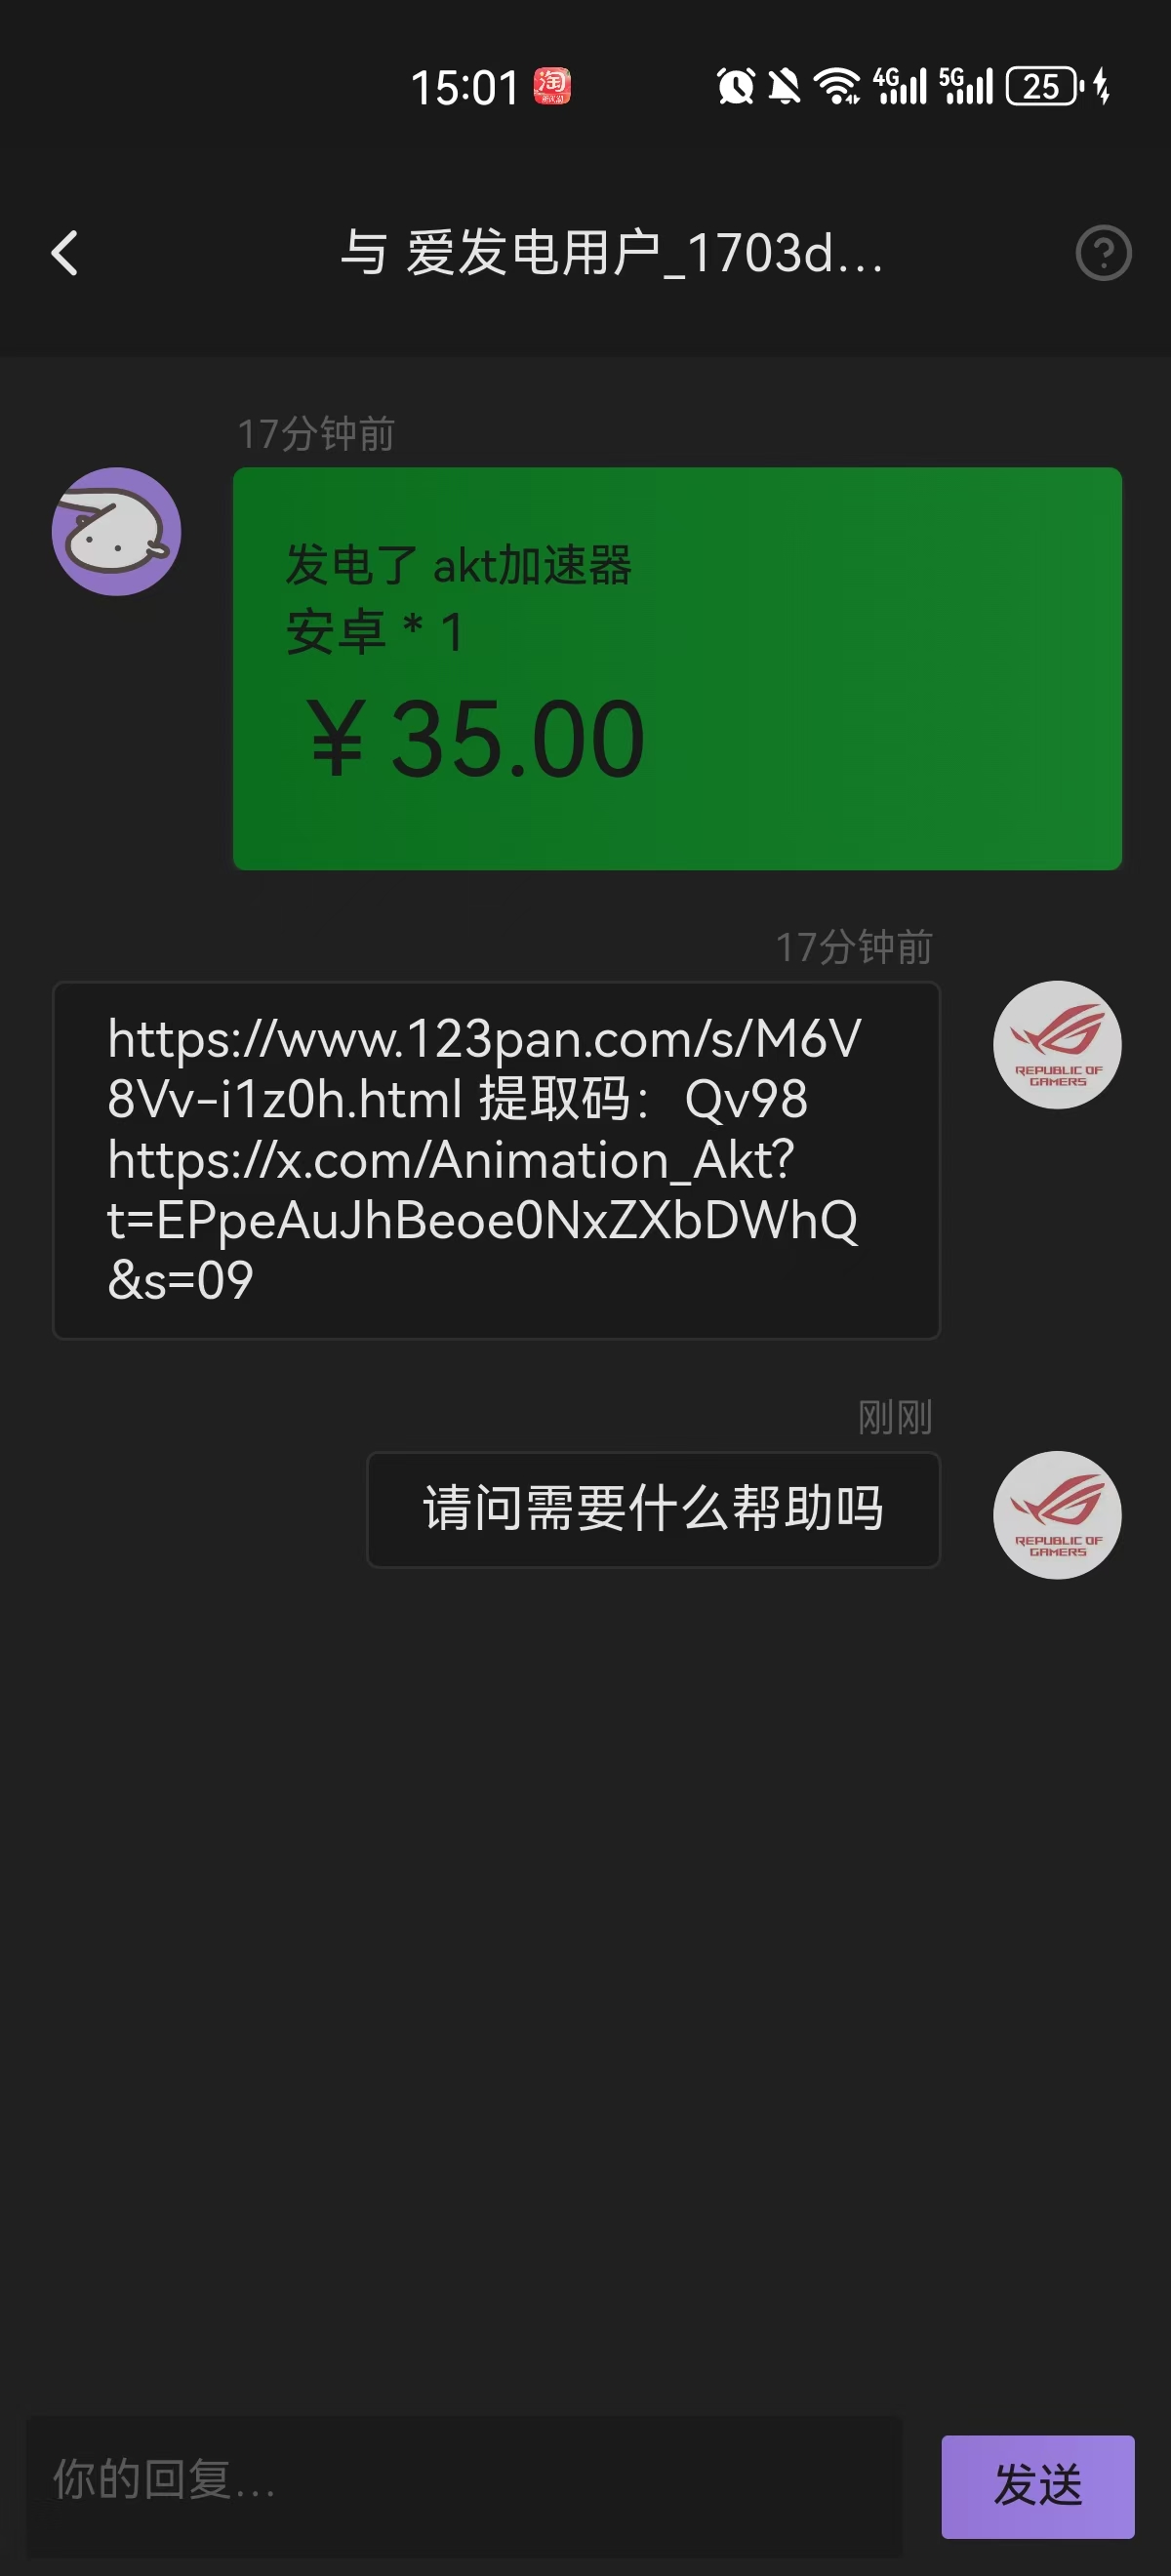 15:01 淘 4G 5G 25
与 爱发电用户_1703d...
17分钟前
发电了 akt加速器
安卓 * 1
￥35.00
17分钟前
https://www.123pan.com/s/M6V
8Vv-i1z0h.html 提取码：Qv98
https://x.com/Animation_Akt?
t=EPpeAuJhBeoe0NxZXbDWhQ
&s=09
REPUBLIC OF
GAMERS
刚刚
请问需要什么帮助吗
REPUBLIC OF
GAMERS
你的回复...
发送